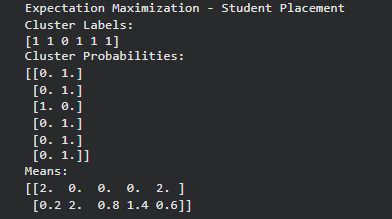 Expectation Maximization - Student Placement
Cluster Labels:
[1 1 0 1 1 1]
Cluster Probabilities:
[[0. 1.]
 [0. 1.]
 [1. 0.]
 [0. 1.]
 [0. 1.]
 [0. 1.]]
Means:
[[2.  0.  0.  0.  2. ]
 [0.2 2.  0.8 1.4 0.6]]